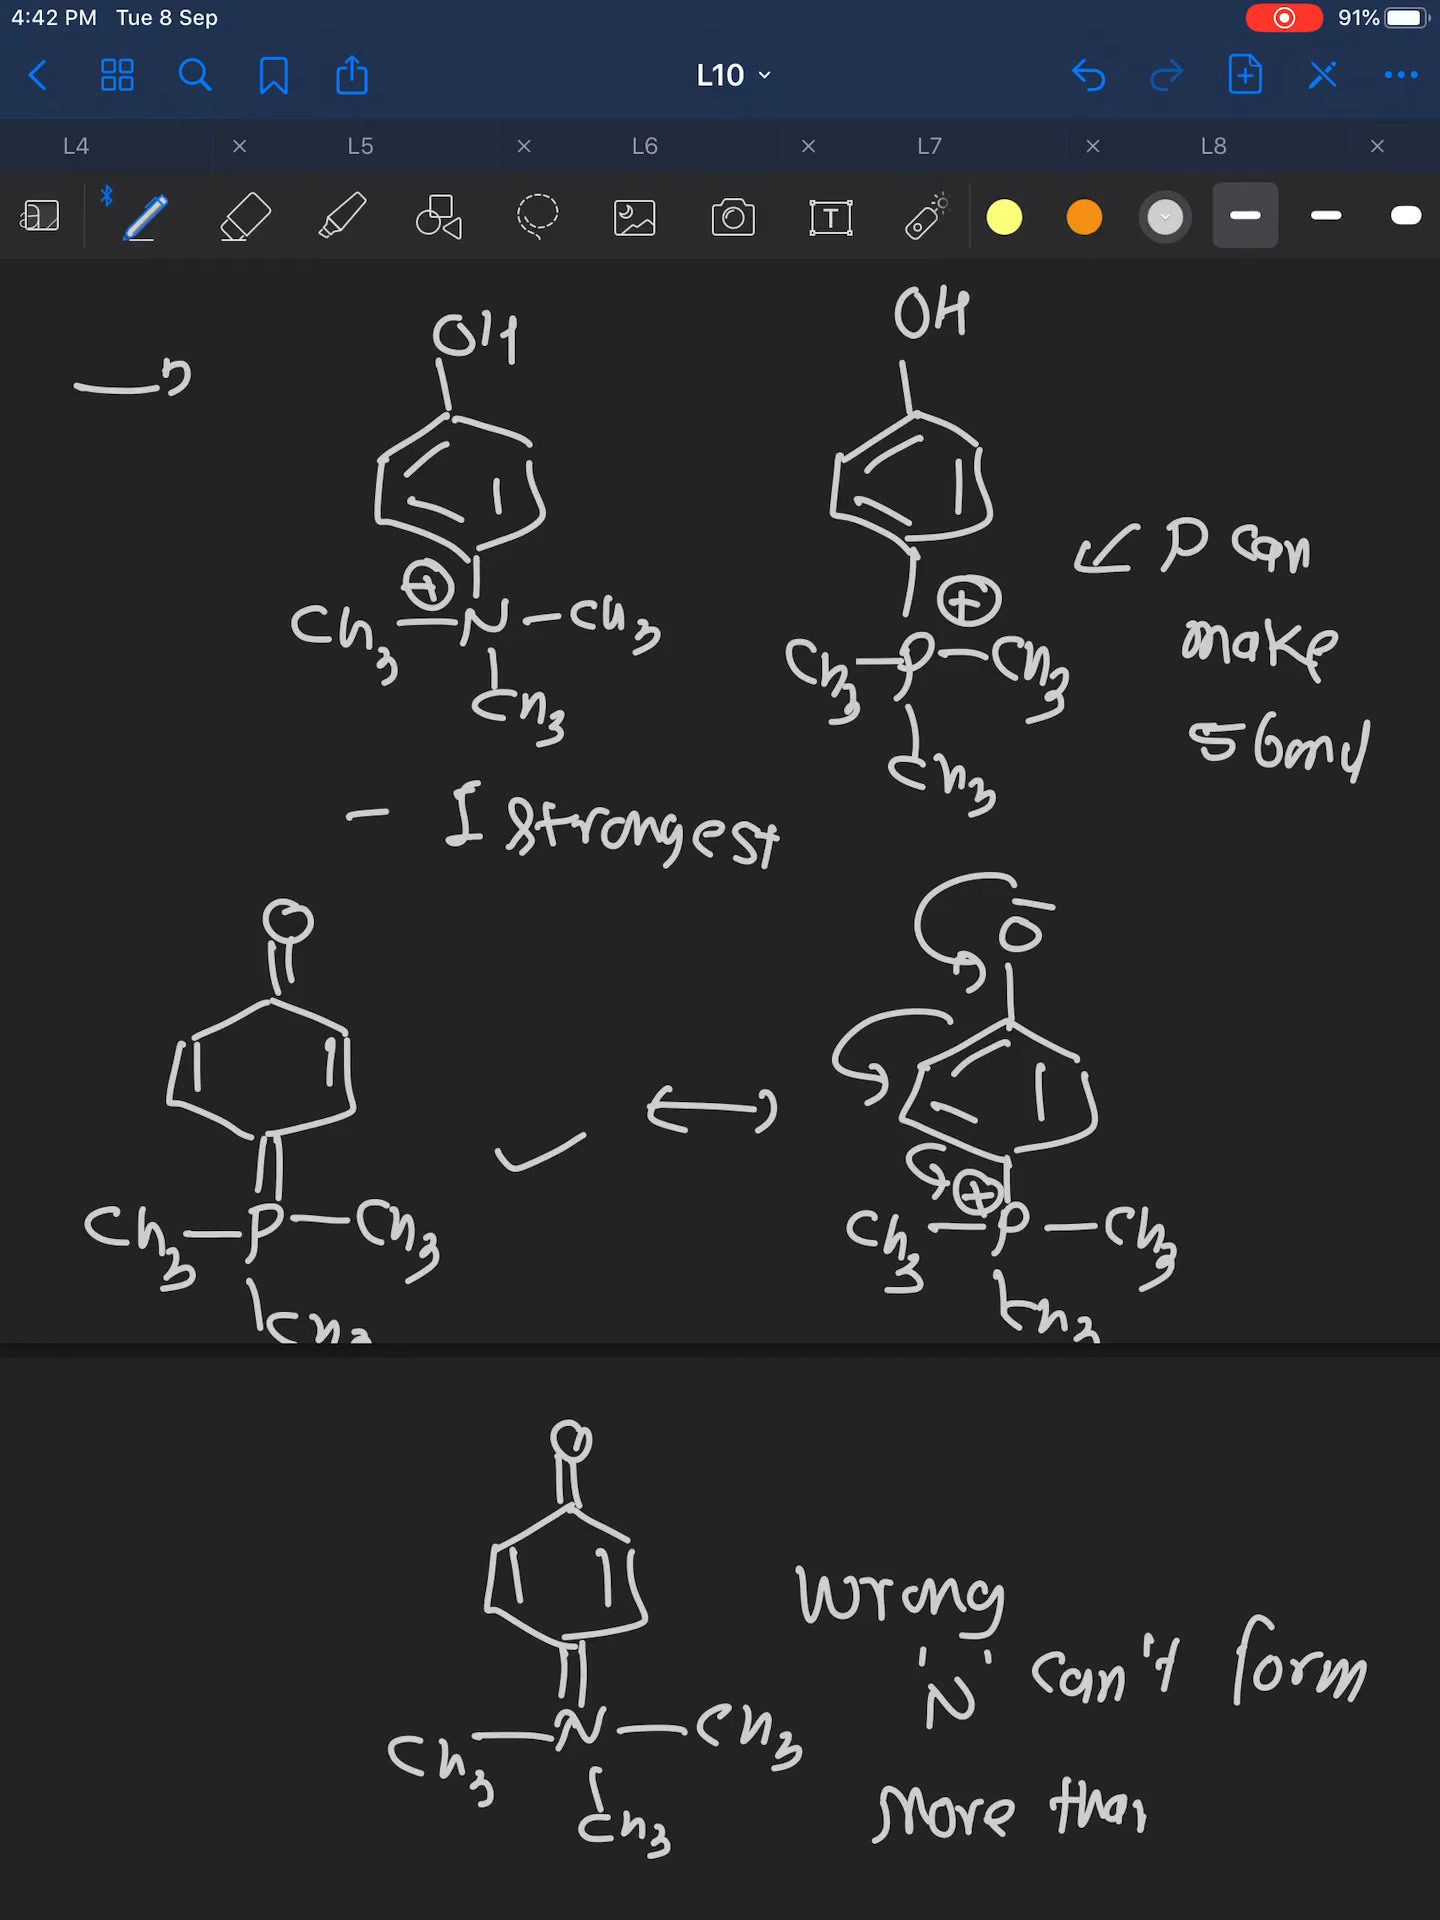 4:42 PM Tue 8 Sep 91%
L10
L4 L5 L6 L7 L8
OH OH
+ +
CH3 N CH3
CH3
CH3 P CH3
CH3
P can
make
5 bond
- I strongest
O
CH3 P CH3
CH3
O-
+
CH3 P CH3
CH3
O
CH3 N CH3
CH3
Wrong
'N' can't form
more than